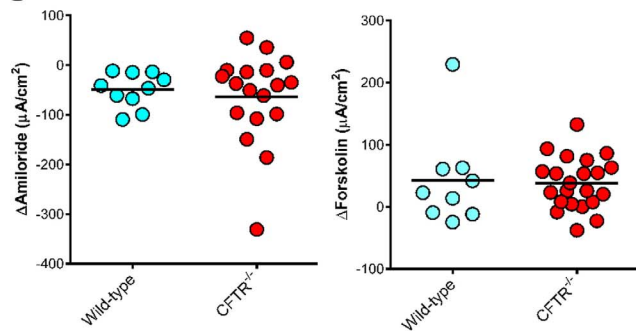 ΔAmiloride (μA/cm²)
100
0
-100
-200
-300
-400
Wild-type
CFTR⁻/⁻
ΔForskolin (μA/cm²)
300
200
100
0
-100
Wild-type
CFTR⁻/⁻